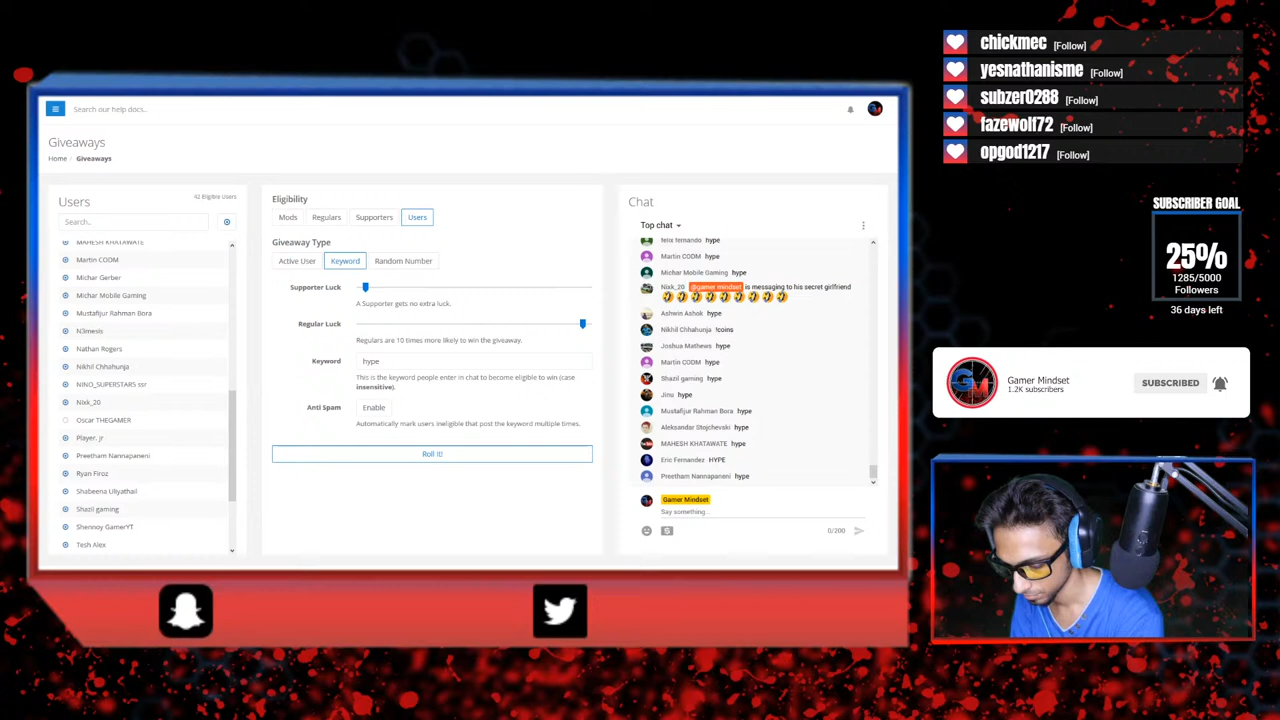 chickmec [Follow]
yesnathanisme [Follow]
subzer0288 [Follow]
fazewolf72 [Follow]
opgod1217 [Follow]
SUBSCRIBER GOAL
25%
1285/5000
Followers
36 days left
Gamer Mindset
1.2K subscribers
SUBSCRIBED
Search our help docs..
Giveaways
Home / Giveaways
Users
42 Eligible Users
Search..
MAHESH KHATAWATE
Martin CODM
Michar Gerber
Michar Mobile Gaming
Mustafijur Rahman Bora
N3mesis
Nathan Rogers
Nikhil Chhahunja
NINO_SUPERSTARS ssr
Nixk_20
Oscar THEGAMER
Player. jr
Preetham Nannapaneni
Ryan Firoz
Shabeena Uliyathail
Shazil gaming
Shennoy GamerYT
Tesh Alex
Eligibility
Mods Regulars Supporters Users
Giveaway Type
Active User Keyword Random Number
Supporter Luck
A Supporter gets no extra luck.
Regular Luck
Regulars are 10 times more likely to win the giveaway.
Keyword hype
This is the keyword people enter in chat to become eligible to win (case
insensitive).
Anti Spam Enable
Automatically mark users ineligible that post the keyword multiple times.
Roll It!
Chat
Top chat
felix fernando hype
Martin CODM hype
Michar Mobile Gaming hype
Nixk_20 @gamer mindset is messaging to his secret girlfriend
🤣🤣🤣🤣🤣🤣🤣🤣🤣
Ashwin Ashok hype
Nikhil Chhahunja !coins
Joshua Mathews hype
Martin CODM hype
Shazil gaming hype
Jins hype
Mustafijur Rahman Bora hype
Aleksandar Stojchevski hype
MAHESH KHATAWATE hype
Eric Fernandez HYPE
Preetham Nannapaneni hype
Gamer Mindset
Say something...
0/200